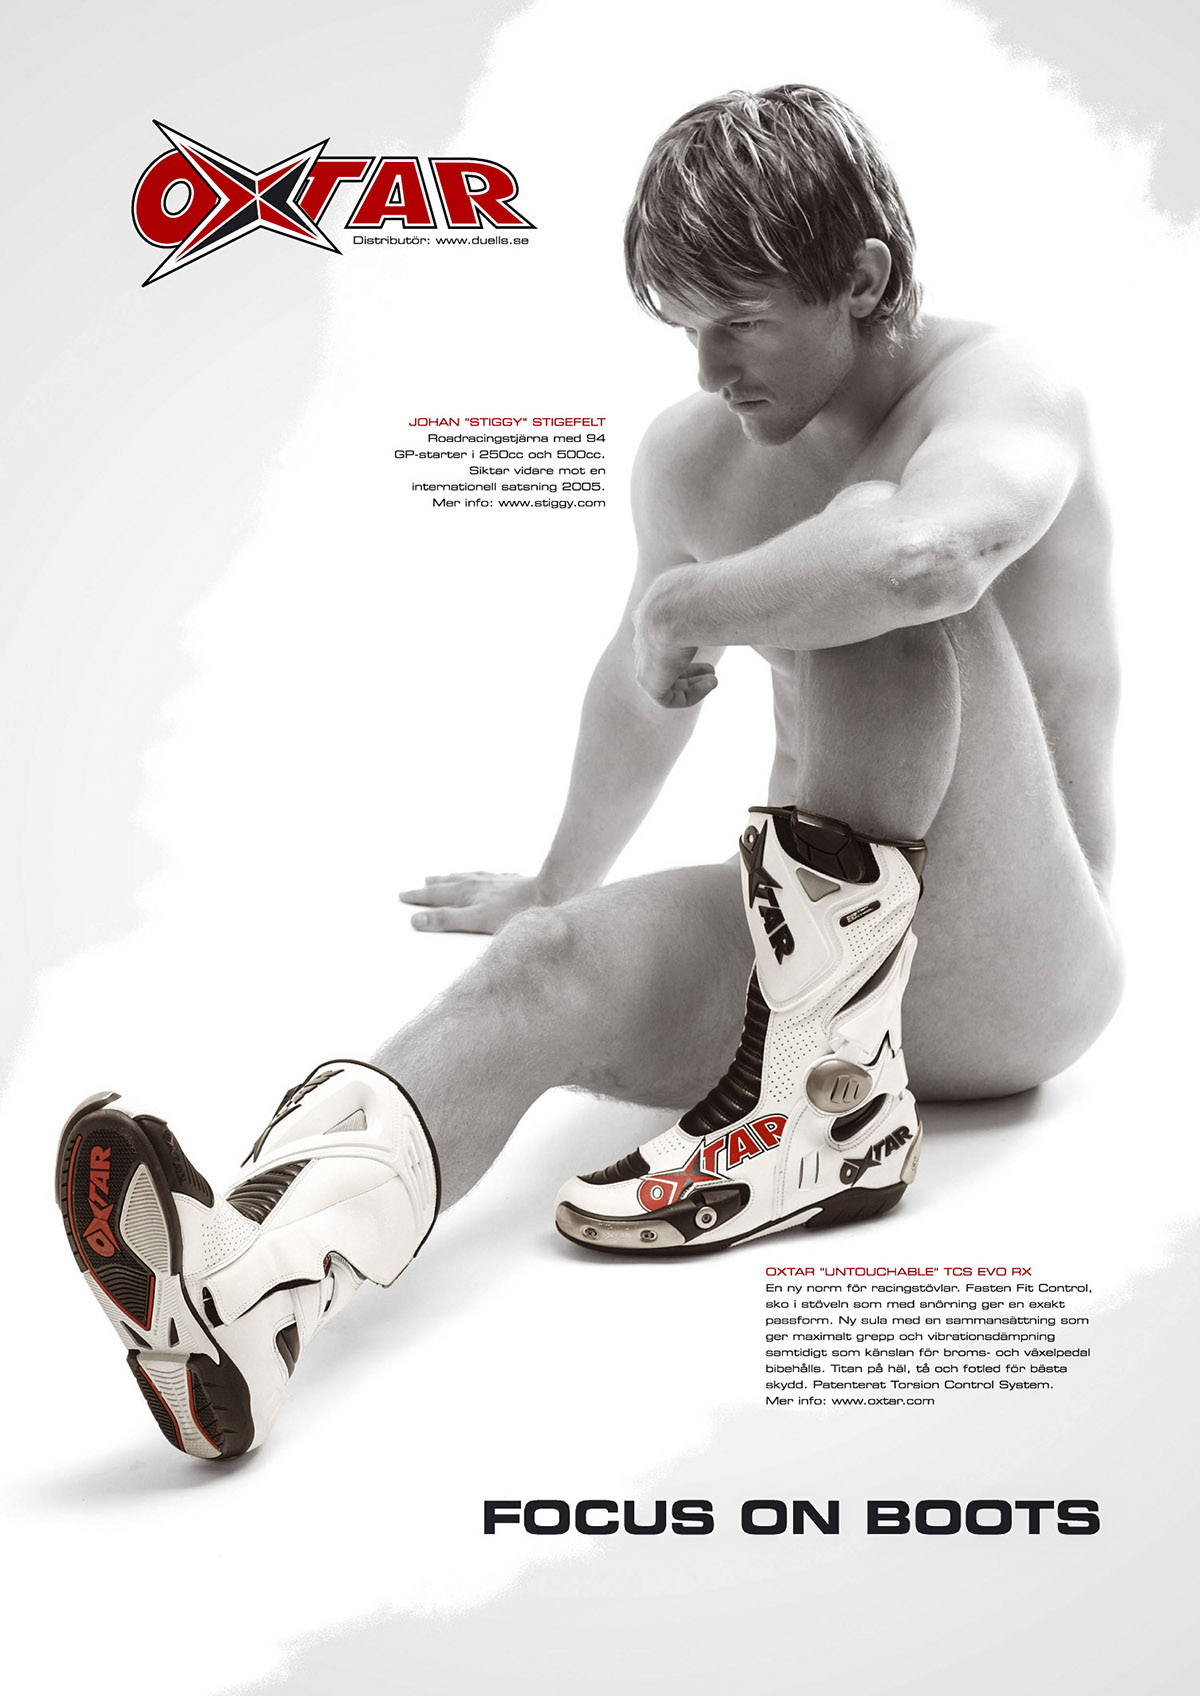 OXTAR
Distributör: www.duells.se
JOHAN "STIGGY" STIGEFELT
Roadracingstjärna med 94
GP-starter i 250cc och 500cc.
Siktar vidare mot en
internationell satsning 2005.
Mer info: www.stiggy.com
OXTAR
OXTAR
OXTAR
OXTAR
OXTAR "UNTOUCHABLE" TCS EVO RX
En ny norm för racingstövlar. Fasten Fit Control,
sko i stöveln som med snörning ger en exakt
passform. Ny sula med en sammansättning som
ger maximalt grepp och vibrationsdämpning
samtidigt som känslan för broms- och växelpedal
bibehålls. Titan på häl, tå och fotled för bästa
skydd. Patenterat Torsion Control System.
Mer info: www.oxtar.com
FOCUS ON BOOTS